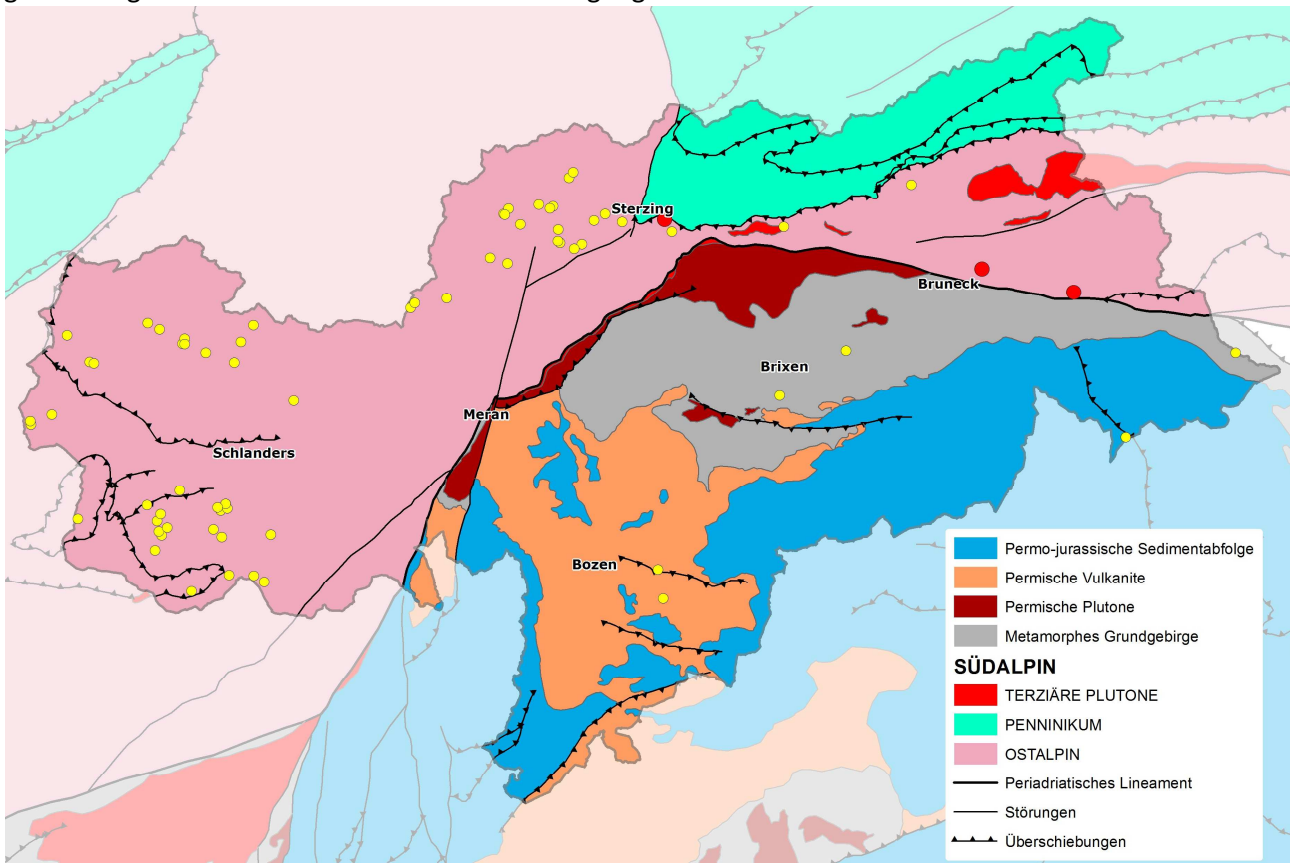 Sterzing
Bruneck
Brixen
Meran
Schlanders
Bozen
Permo-jurassische Sedimentabfolge
Permische Vulkanite
Permische Plutone
Metamorphes Grundgebirge
SÜDALPIN
TERZIÄRE PLUTONE
PENNINIKUM
OSTALPIN
Periadriatisches Lineament
Störungen
Überschiebungen